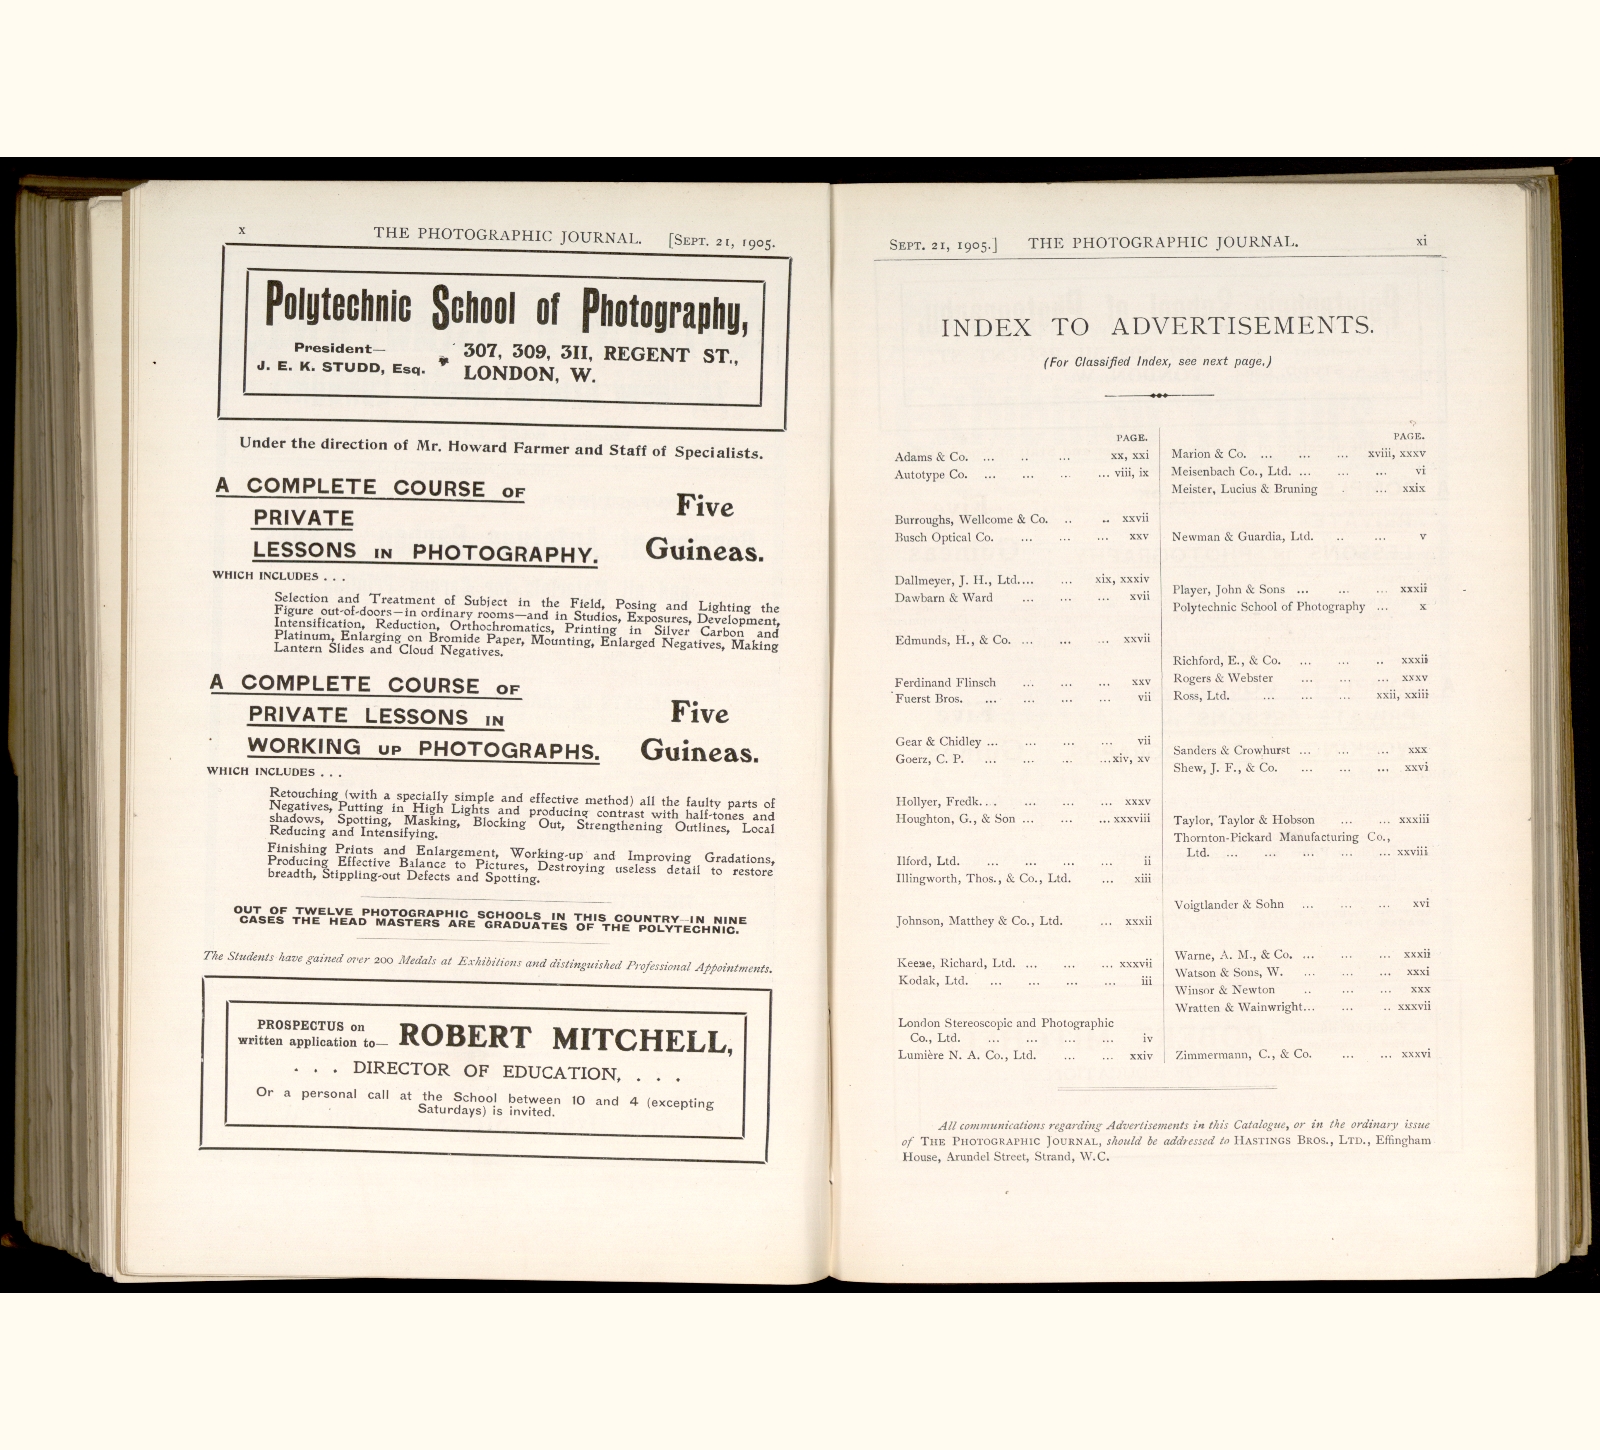 x THE PHOTOGRAPHIC JOURNAL. [SEPT. 21, 1905.
Polytechnic School of Photography,
President—
J. E. K. STUDD, Esq.
307, 309, 311, REGENT ST.,
LONDON, W.
Under the direction of Mr. Howard Farmer and Staff of Specialists.
A COMPLETE COURSE OF
PRIVATE
LESSONS IN PHOTOGRAPHY.
Five
Guineas.
WHICH INCLUDES . . .
Selection and Treatment of Subject in the Field, Posing and Lighting the
Figure out-of-doors—in ordinary rooms—and in Studios, Exposures, Development,
Intensification, Reduction, Orthochromatics, Printing in Silver Carbon and
Platinum, Enlarging on Bromide Paper, Mounting, Enlarged Negatives, Making
Lantern Slides and Cloud Negatives.
A COMPLETE COURSE OF
PRIVATE LESSONS IN
WORKING UP PHOTOGRAPHS.
Five
Guineas.
WHICH INCLUDES . . .
Retouching (with a specially simple and effective method) all the faulty parts of
Negatives, Putting in High Lights and producing contrast with half-tones and
shadows, Spotting, Masking, Blocking Out, Strengthening Outlines, Local
Reducing and Intensifying.
Finishing Prints and Enlargement, Working-up and Improving Gradations,
Producing Effective Balance to Pictures, Destroying useless detail to restore
breadth, Stippling-out Defects and Spotting.
OUT OF TWELVE PHOTOGRAPHIC SCHOOLS IN THIS COUNTRY—IN NINE
CASES THE HEAD MASTERS ARE GRADUATES OF THE POLYTECHNIC.
The Students have gained over 200 Medals at Exhibitions and distinguished Professional Appointments.
PROSPECTUS on
written application to—
ROBERT MITCHELL,
. . . DIRECTOR OF EDUCATION, . . .
Or a personal call at the School between 10 and 4 (excepting
Saturdays) is invited.
SEPT. 21, 1905.] THE PHOTOGRAPHIC JOURNAL. xi
INDEX TO ADVERTISEMENTS.
(For Classified Index, see next page.)
PAGE.
Adams & Co. ... .. ... xx, xxi
Autotype Co. ... ... ... ... viii, ix
Burroughs, Wellcome & Co. .. .. xxvii
Busch Optical Co. ... ... ... xxv
Dallmeyer, J. H., Ltd.... ... xix, xxxiv
Dawbarn & Ward ... ... ... xvii
Edmunds, H., & Co. ... ... ... xxvii
Ferdinand Flinsch ... ... ... xxv
Fuerst Bros. ... ... ... ... vii
Gear & Chidley ... ... ... ... vii
Goerz, C. P. ... ... ... ...xiv, xv
Hollyer, Fredk. .. ... ... ... xxxv
Houghton, G., & Son ... ... ... xxxviii
Ilford, Ltd. ... ... ... ... ii
Illingworth, Thos., & Co., Ltd. ... xiii
Johnson, Matthey & Co., Ltd. ... xxxii
Keene, Richard, Ltd. ... ... ... xxxvii
Kodak, Ltd. ... ... ... ... iii
London Stereoscopic and Photographic
Co., Ltd. ... ... ... ... iv
Lumière N. A. Co., Ltd. ... ... xxiv
PAGE.
Marion & Co. ... ... ... xviii, xxxv
Meisenbach Co., Ltd. ... ... ... vi
Meister, Lucius & Bruning . ... xxix
Newman & Guardia, Ltd. .. ... v
Player, John & Sons ... ... ... xxxii
Polytechnic School of Photography ... x
Richford, E., & Co. ... ... .. xxxii
Rogers & Webster ... ... ... xxxv
Ross, Ltd. ... ... ... xxii, xxiii
Sanders & Crowhurst ... ... ... xxx
Shew, J. F., & Co. ... ... ... xxvi
Taylor, Taylor & Hobson ... ... xxxiii
Thornton-Pickard Manufacturing Co.,
Ltd. ... ... ... ... ... xxviii
Voigtlander & Sohn ... ... ... xvi
Warne, A. M., & Co. ... ... ... xxxii
Watson & Sons, W. ... ... ... xxxi
Winsor & Newton .. ... ... xxx
Wratten & Wainwright... ... .. xxxvii
Zimmermann, C., & Co. ... ... xxxvi
All communications regarding Advertisements in this Catalogue, or in the ordinary issue
of THE PHOTOGRAPHIC JOURNAL, should be addressed to HASTINGS BROS., LTD., Effingham
House, Arundel Street, Strand, W.C.